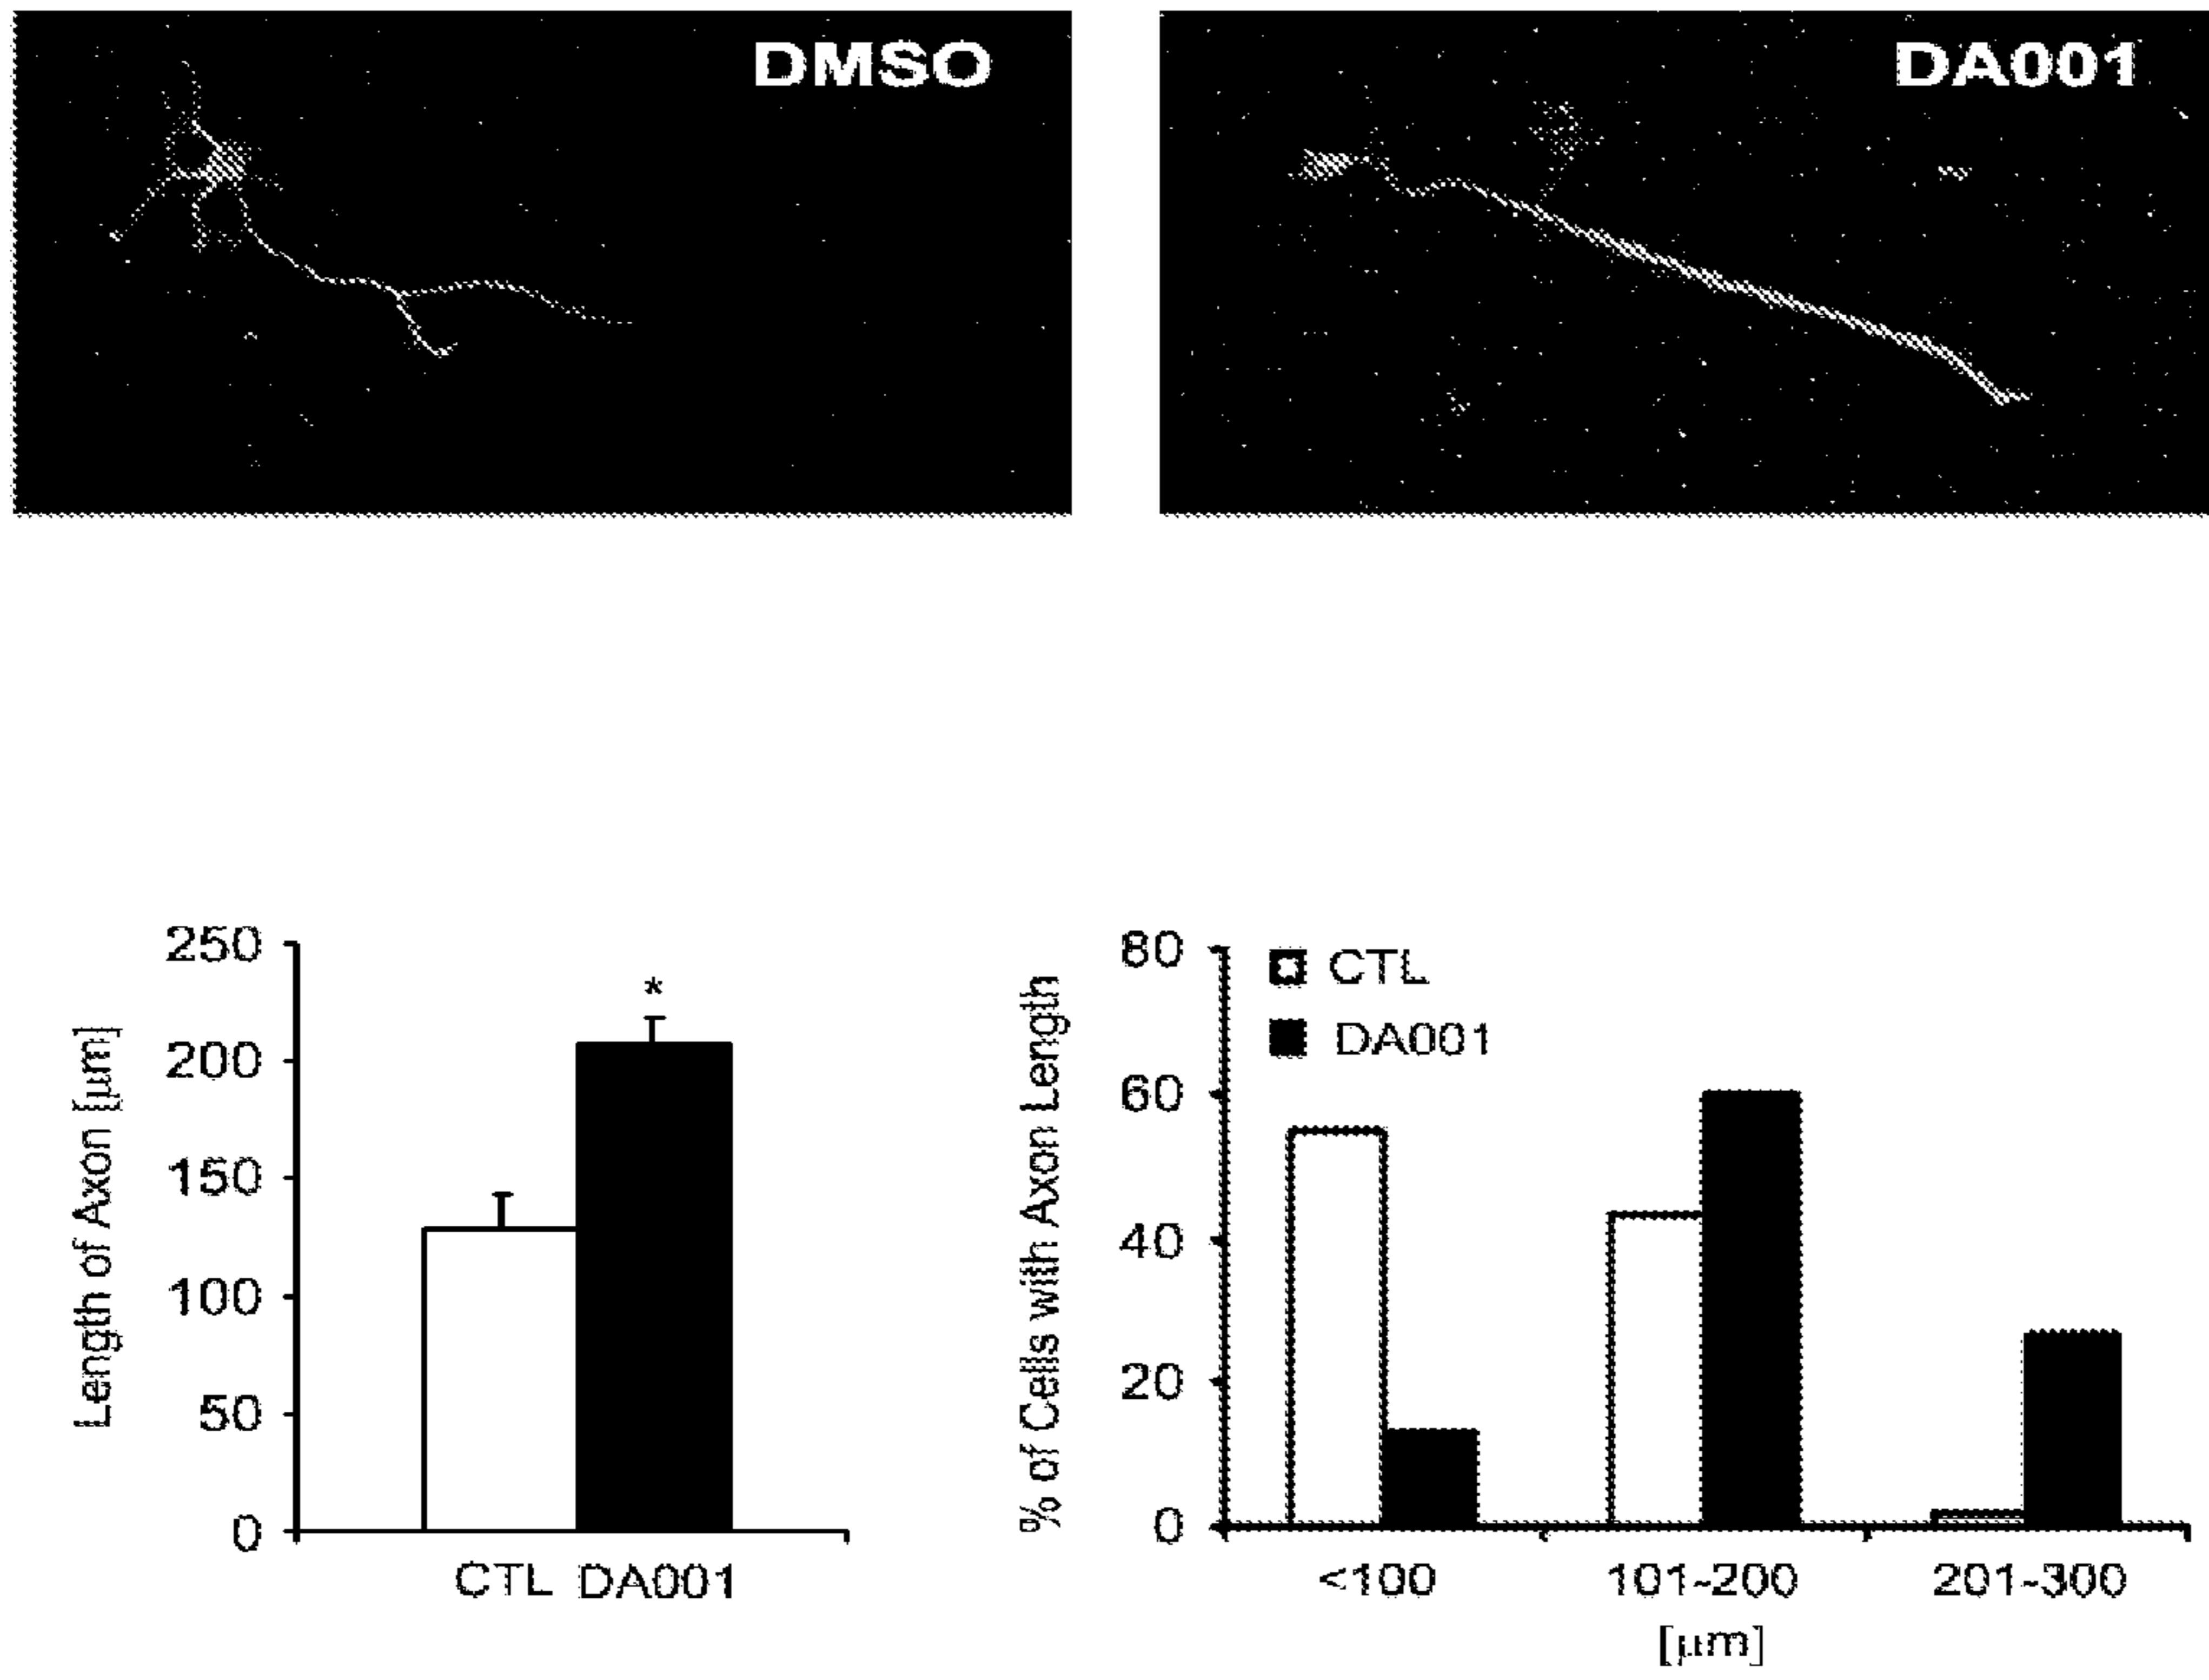 DMSO
DA001
Length of Axon [µm]
250
200
150
100
50
0
*
CTL DA001
% of Cells with Axon Length
80
60
40
20
0
CTL
DA001
<100 101-200 201-300
[µm]